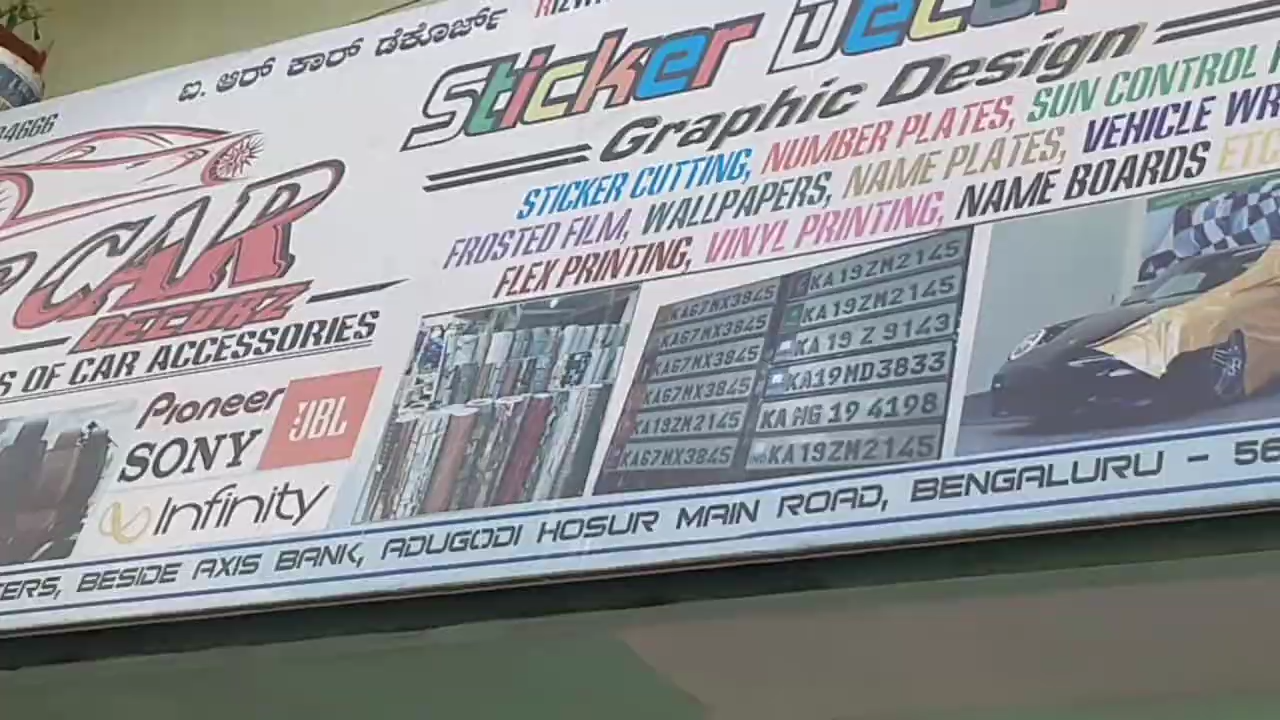 ಐ. ಆರ್ ಕಾರ್ ಡೆಕೊರ್ಜ್
Sticker Decor
Graphic Design
STICKER CUTTING, NUMBER PLATES, SUN CONTROL
FROSTED FILM, WALLPAPERS, NAME PLATES, VEHICLE
FLEX PRINTING, VINYL PRINTING, NAME BOARDS ETC
4666
CAR
DECORZ
S OF CAR ACCESSORIES
Pioneer
SONY
JBL
Infinity
KA67MX3845
KA67MX3845
KA67MX3845
KA67MX3845
KA19ZM2145
KA67MX3845
KA19ZM2145
KA19ZM2145
KA 19 Z 9143
KA19MD3833
KA HG 19 4198
KA19ZM2145
TERS, BESIDE AXIS BANK, ADUGODI HOSUR MAIN ROAD, BENGALURU - 56